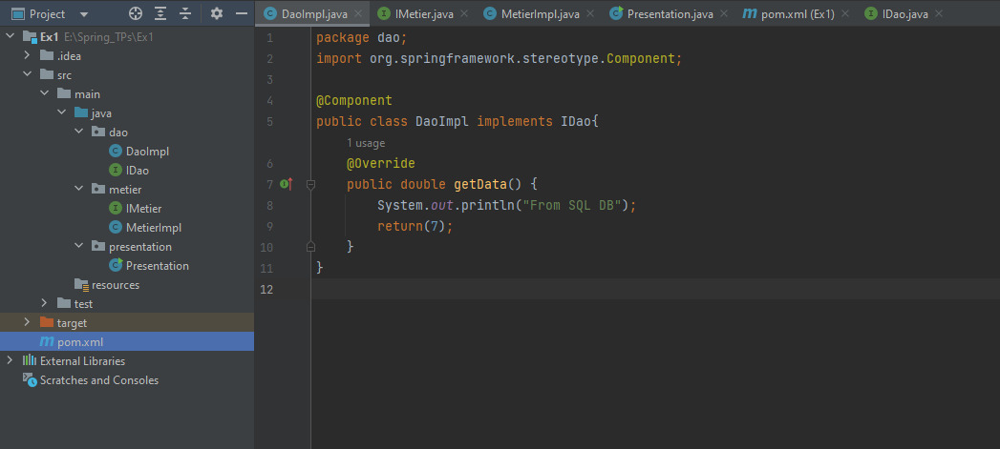 Project
DaoImpl.java
IMetier.java
MetierImpl.java
Presentation.java
pom.xml (Ex1)
IDao.java
Ex1 E:\Spring_TPs\Ex1
.idea
src
main
java
dao
DaoImpl
IDao
metier
IMetier
MetierImpl
presentation
Presentation
resources
test
target
pom.xml
External Libraries
Scratches and Consoles
1 package dao;
2 import org.springframework.stereotype.Component;
3
4 @Component
5 public class DaoImpl implements IDao{
1 usage
6 @Override
7 public double getData() {
8 System.out.println("From SQL DB");
9 return(7);
10 }
11 }
12